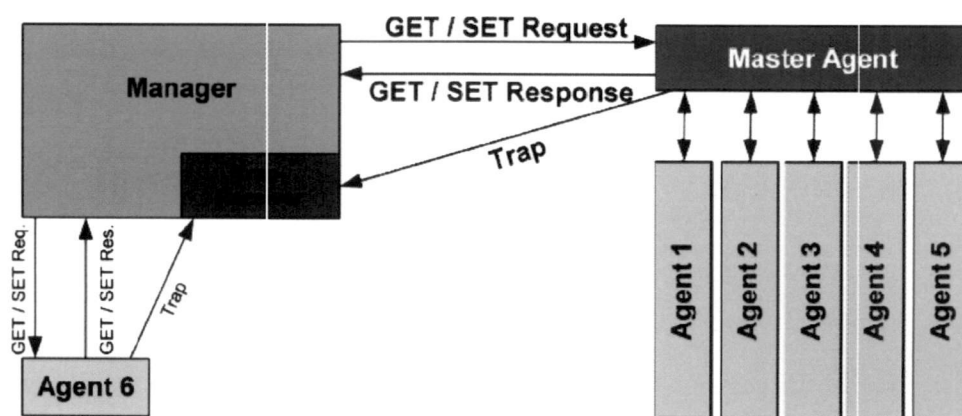 GET / SET Request
Master Agent
Manager
GET / SET Response
Trap
GET / SET Req.
GET / SET Res.
Trap
Agent 1
Agent 2
Agent 3
Agent 4
Agent 5
Agent 6